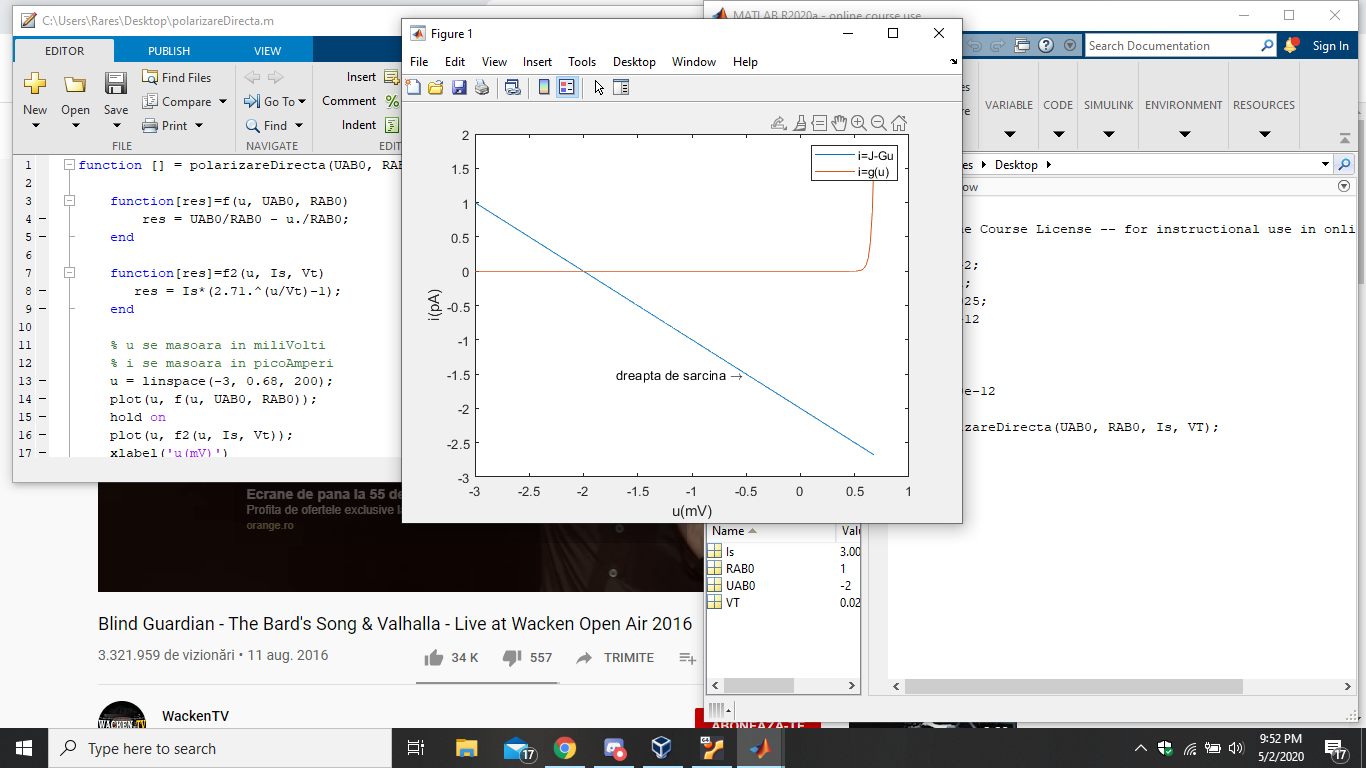 C:\Users\Rares\Desktop\polarizareDirecta.m
EDITOR PUBLISH VIEW
New Open Save
Find Files
Compare
Print
Go To
Find
Insert
Comment
Indent
FILE NAVIGATE
1 function [] = polarizareDirecta(UAB0,
2
3 function[res]=f(u, UAB0, RAB0)
4 res = UAB0/RAB0 - u./RAB0;
5 end
6
7 function[res]=f2(u, Is, Vt)
8 res = Is*(2.71.^(u/Vt)-1);
9 end
10
11 % u se masoara in miliVolti
12 % i se masoara in picoAmperi
13 u = linspace(-3, 0.68, 200);
14 plot(u, f(u, UAB0, RAB0));
15 hold on
16 plot(u, f2(u, Is, Vt));
17 xlabel('u(mV)')
Figure 1
File Edit View Insert Tools Desktop Window Help
2
1.5
1
0.5
0
-0.5
-1
-1.5
-2
-2.5
-3
i(pA)
i=J-Gu
i=g(u)
dreapta de sarcina →
-3 -2.5 -2 -1.5 -1 -0.5 0 0.5 1
u(mV)
MATLAB R2020a - online course use
Search Documentation
Sign In
VARIABLE CODE SIMULINK ENVIRONMENT RESOURCES
Desktop
Course License -- for instructional use in onli
zareDirecta(UAB0, RAB0, Is, VT);
Name
Is 3.00
RAB0 1
UAB0 -2
VT 0.02
Ecrane de pana la 55 de
Profita de ofertele exclusive
orange.ro
Blind Guardian - The Bard's Song & Valhalla - Live at Wacken Open Air 2016
3.321.959 de vizionări • 11 aug. 2016
34 K 557 TRIMITE
WACKEN TV
WackenTV
ABONEAZĂ-TE
Type here to search
17
9:52 PM
5/2/2020
17